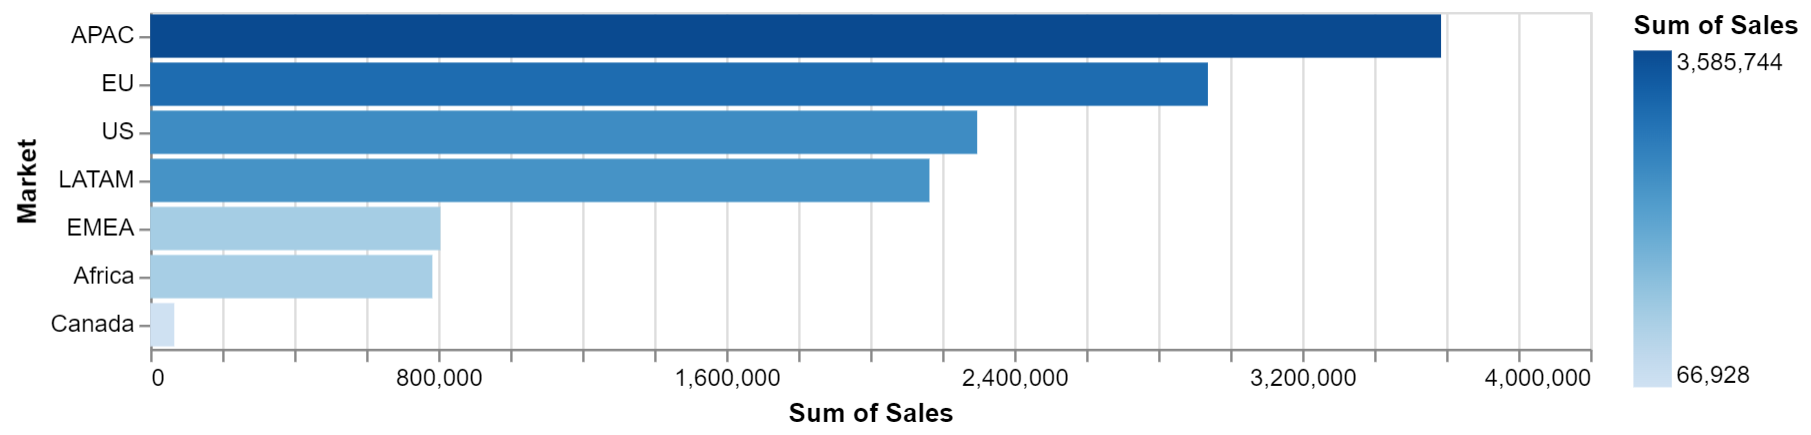 Market
APAC
EU
US
LATAM
EMEA
Africa
Canada
0 800,000 1,600,000 2,400,000 3,200,000 4,000,000
Sum of Sales
Sum of Sales
3,585,744
66,928